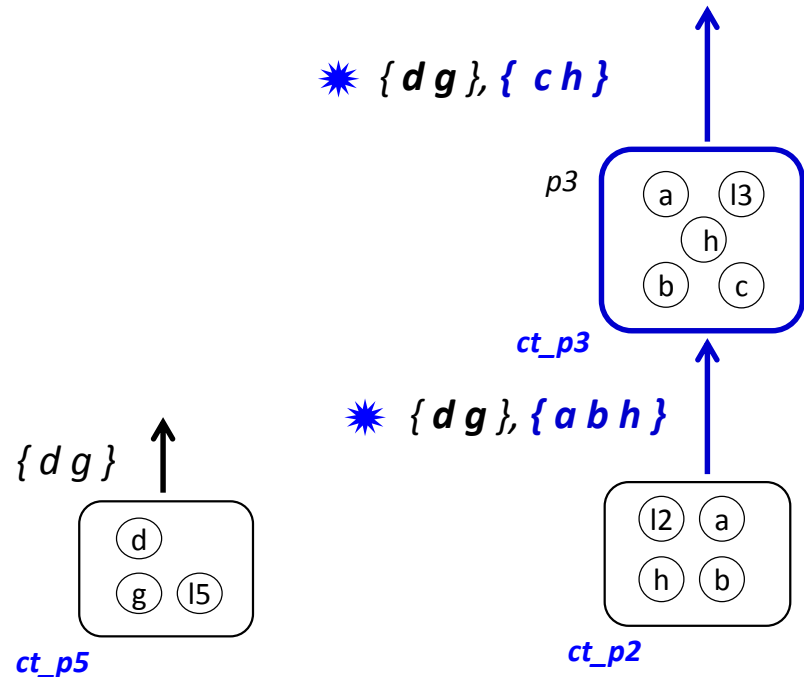 { d g }, { c h }
p3
a l3
h
b c
ct_p3
{ d g }, { a b h }
{ d g }
l2 a
d
h b
g l5
ct_p2
ct_p5